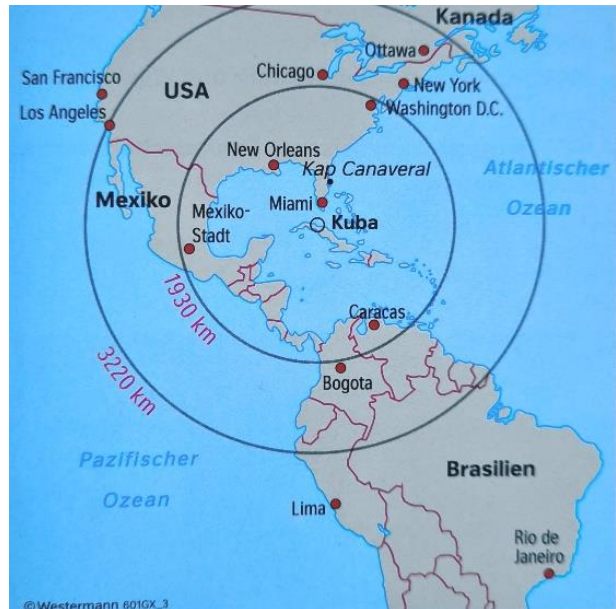 Kanada
Ottawa
Chicago
San Francisco
USA
New York
Los Angeles
Washington D.C.
New Orleans
Kap Canaveral
Atlantischer
Ozean
Mexiko
Mexiko-
Stadt
Miami
Kuba
1930 km
Caracas
3220 km
Bogota
Pazifischer
Ozean
Brasilien
Lima
Rio de
Janeiro
©Westermann 601GX_3